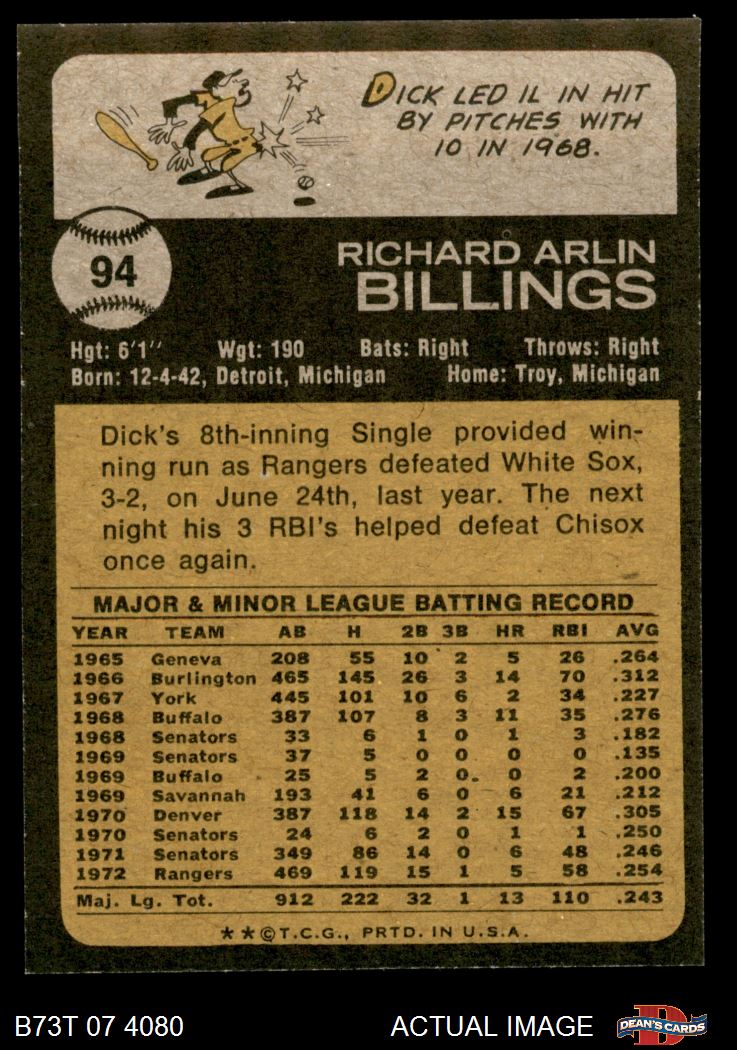 DICK LED IL IN HIT
BY PITCHES WITH
10 IN 1968.
94
RICHARD ARLIN
BILLINGS
Hgt: 6'1'' Wgt: 190 Bats: Right Throws: Right
Born: 12-4-42, Detroit, Michigan Home: Troy, Michigan
Dick's 8th-inning Single provided win-
ning run as Rangers defeated White Sox,
3-2, on June 24th, last year. The next
night his 3 RBI's helped defeat Chisox
once again.
MAJOR & MINOR LEAGUE BATTING RECORD
YEAR TEAM AB H 2B 3B HR RBI AVG
1965 Geneva 208 55 10 2 5 26 .264
1966 Burlington 465 145 26 3 14 70 .312
1967 York 445 101 10 6 2 34 .227
1968 Buffalo 387 107 8 3 11 35 .276
1968 Senators 33 6 1 0 1 3 .182
1969 Senators 37 5 0 0 0 0 .135
1969 Buffalo 25 5 2 0 0 2 .200
1969 Savannah 193 41 6 0 6 21 .212
1970 Denver 387 118 14 2 15 67 .305
1970 Senators 24 6 2 0 1 1 .250
1971 Senators 349 86 14 0 6 48 .246
1972 Rangers 469 119 15 1 5 58 .254
Maj. Lg. Tot. 912 222 32 1 13 110 .243
★★©T.C.G., PRTD. IN U.S.A.
B73T 07 4080 ACTUAL IMAGE D DEAN'S CARDS